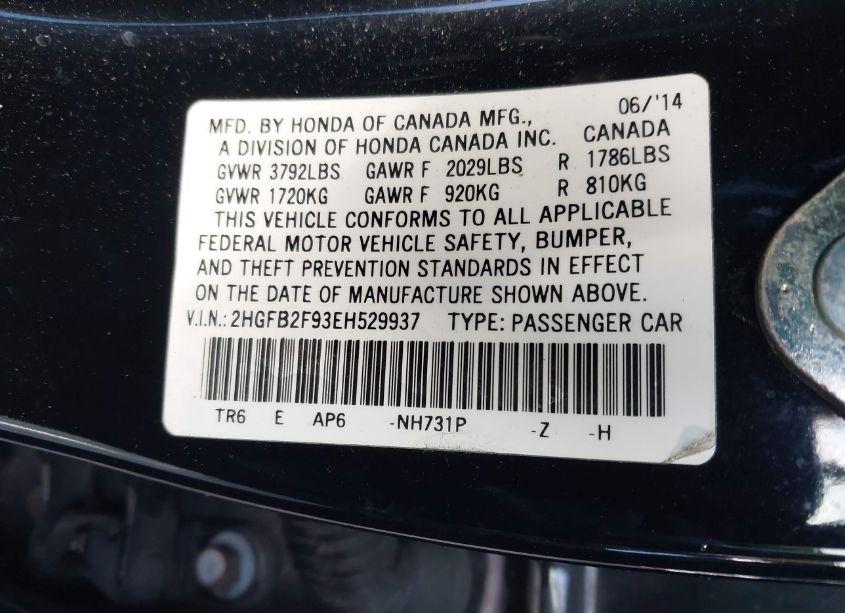 06/'14
MFD. BY HONDA OF CANADA MFG.,
A DIVISION OF HONDA CANADA INC. CANADA
GVWR 3792LBS GAWR F 2029LBS R 1786LBS
GVWR 1720KG GAWR F 920KG R 810KG
THIS VEHICLE CONFORMS TO ALL APPLICABLE
FEDERAL MOTOR VEHICLE SAFETY, BUMPER,
AND THEFT PREVENTION STANDARDS IN EFFECT
ON THE DATE OF MANUFACTURE SHOWN ABOVE.
V.I.N.: 2HGFB2F93EH529937 TYPE: PASSENGER CAR
TR6 E AP6 -NH731P -Z -H